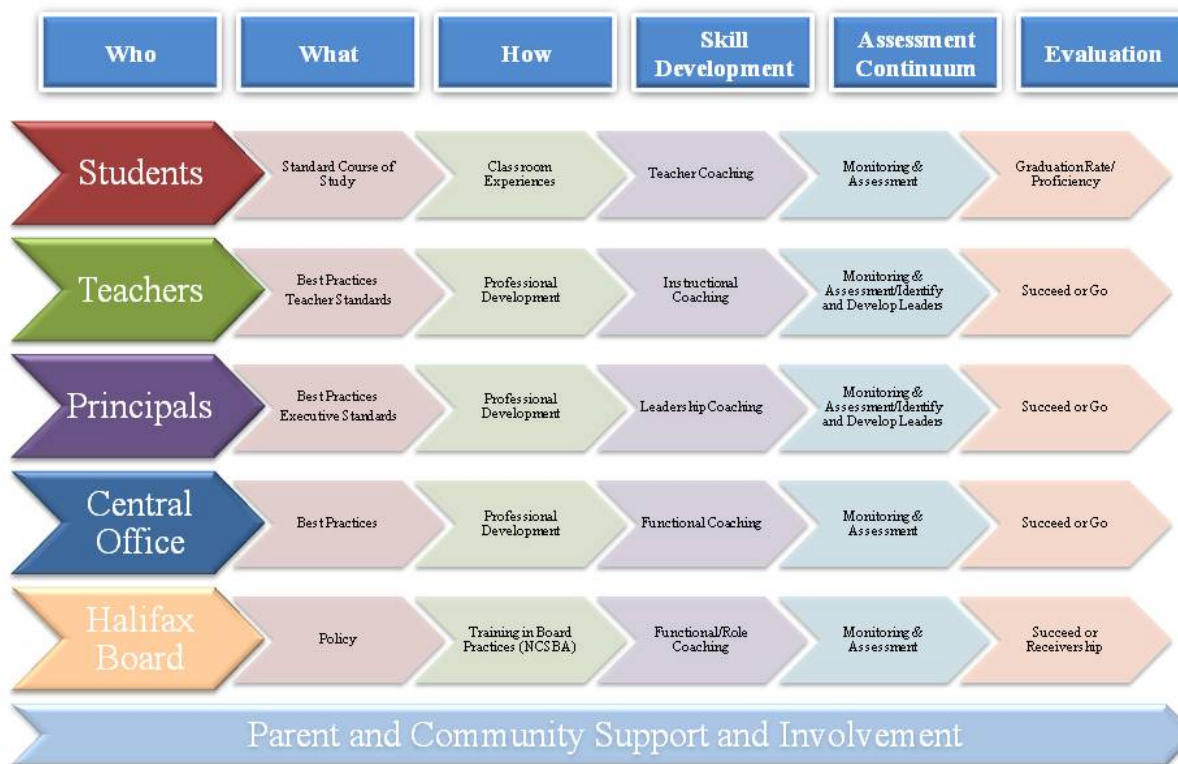 Who
What
How
Skill
Development
Assessment
Continuum
Evaluation
Students
Standard Course of
Study
Classroom
Experiences
Teacher Coaching
Monitoring &
Assessment
Graduation Rate/
Proficiency
Teachers
Best Practices
Teacher Standards
Professional
Development
Instructional
Coaching
Monitoring &
Assessment/Identify
and Develop Leaders
Succeed or Go
Principals
Best Practices
Executive Standards
Professional
Development
Leadership Coaching
Monitoring &
Assessment/Identify
and Develop Leaders
Succeed or Go
Central
Office
Best Practices
Professional
Development
Functional Coaching
Monitoring &
Assessment
Succeed or Go
Halifax
Board
Policy
Training in Board
Practices (NCSBA)
Functional/Role
Coaching
Monitoring &
Assessment
Succeed or
Receivership
Parent and Community Support and Involvement